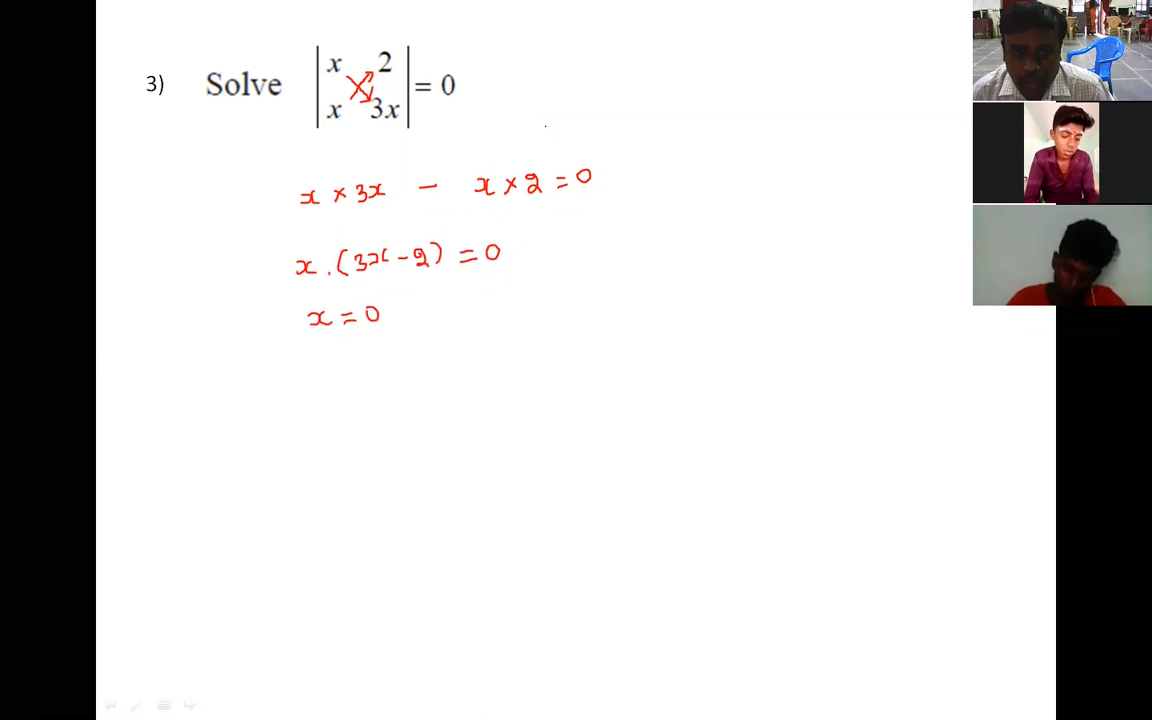 3) Solve | x 2 | = 0
| x 3x |
x × 3x – x × 2 = 0
x . (3x – 2) = 0
x = 0